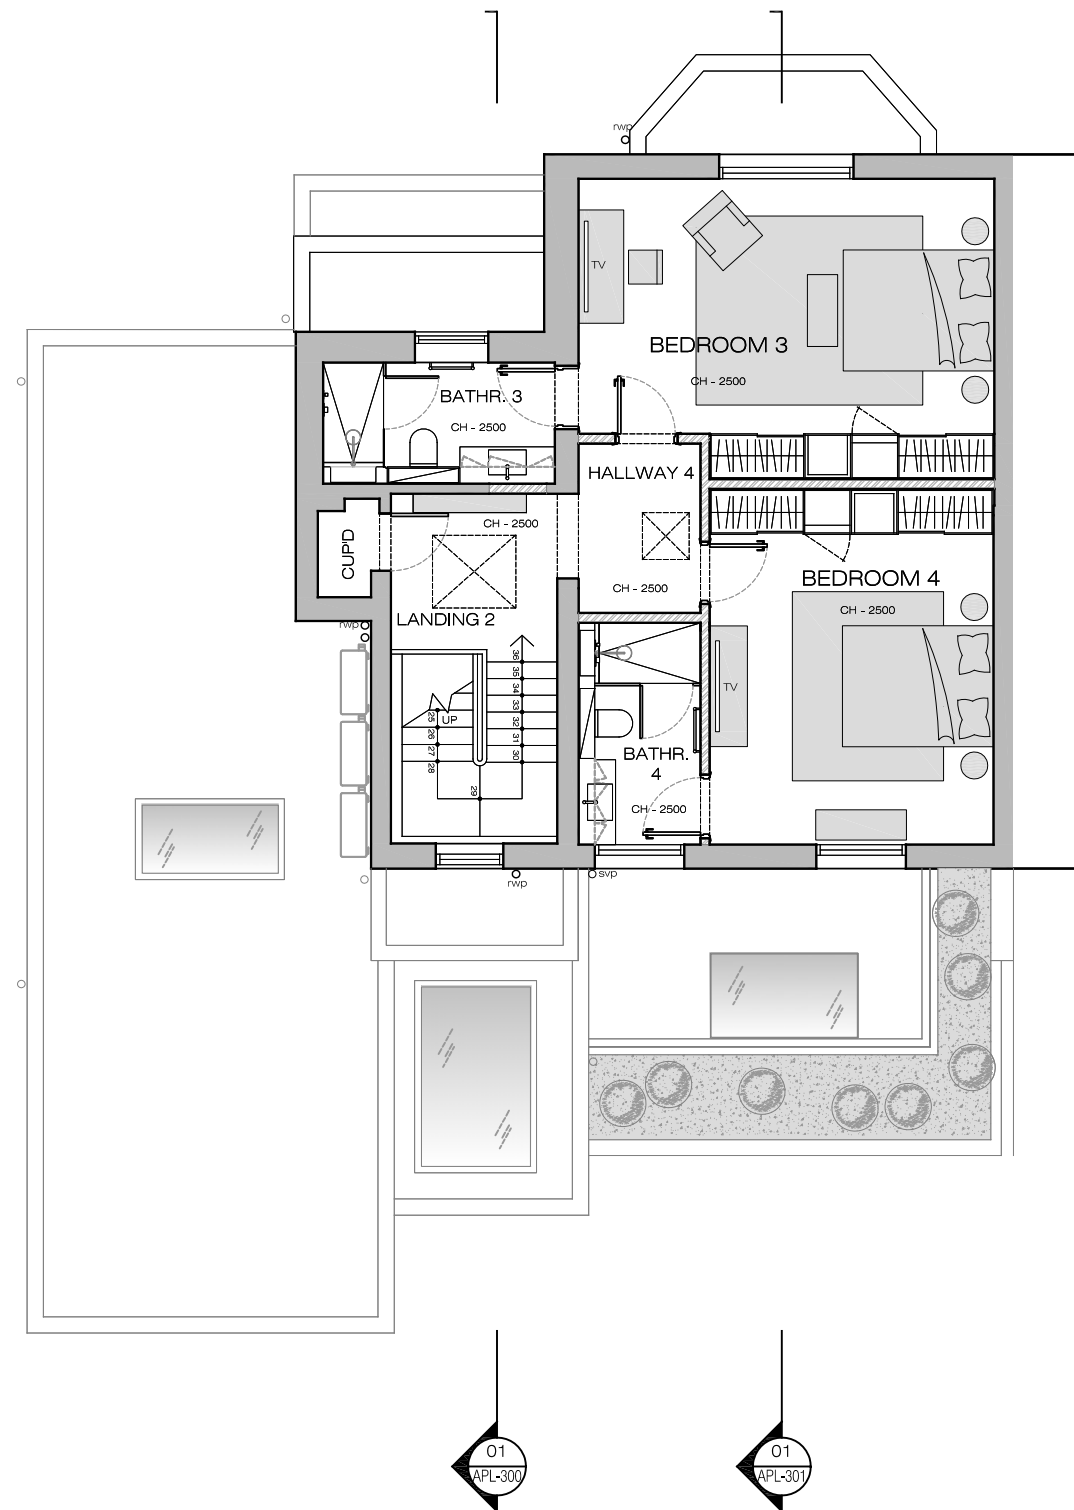 rwp
TV
BEDROOM 3
CH - 2500
BATHR. 3
CH - 2500
HALLWAY 4
CH - 2500
CUP'D
CH - 2500
BEDROOM 4
CH - 2500
LANDING 2
rwp
36
35
34
33
32
31
30
25
26
27
28
29
UP
TV
BATHR.
4
CH - 2500
rwp
svp
01
APL-300
01
APL-301